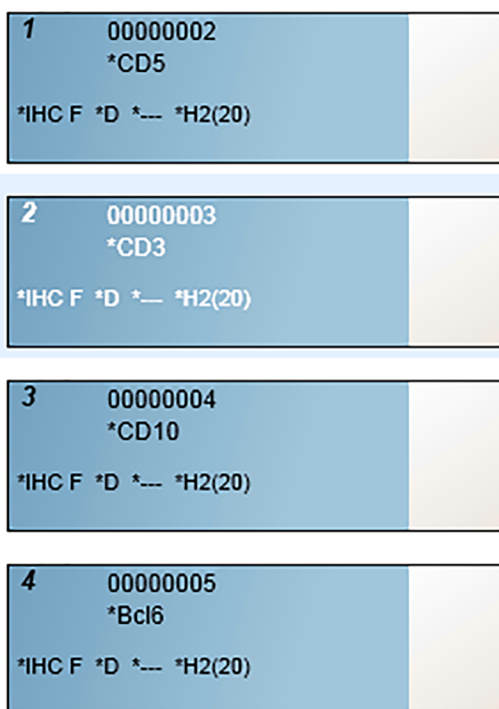 1 00000002
*CD5
*IHC F *D *--- *H2(20)
2 00000003
*CD3
*IHC F *D *--- *H2(20)
3 00000004
*CD10
*IHC F *D *--- *H2(20)
4 00000005
*Bcl6
*IHC F *D *--- *H2(20)